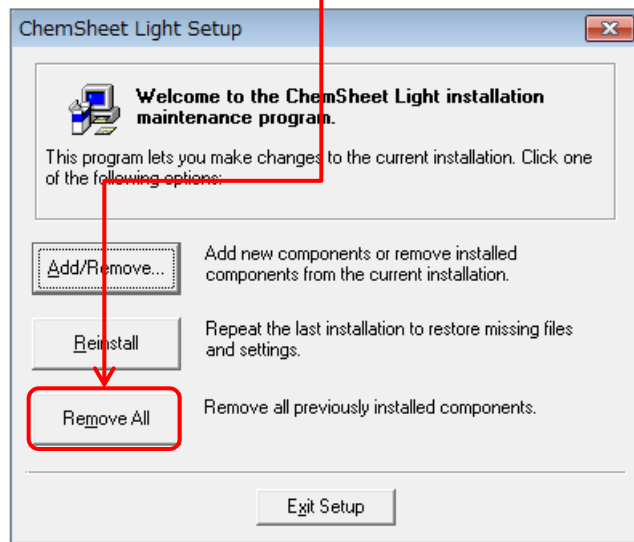 ChemSheet Light Setup
Welcome to the ChemSheet Light installation
maintenance program.
This program lets you make changes to the current installation. Click one
of the following options:
Add/Remove...
Add new components or remove installed
components from the current installation.
Reinstall
Repeat the last installation to restore missing files
and settings.
Remove All
Remove all previously installed components.
Exit Setup